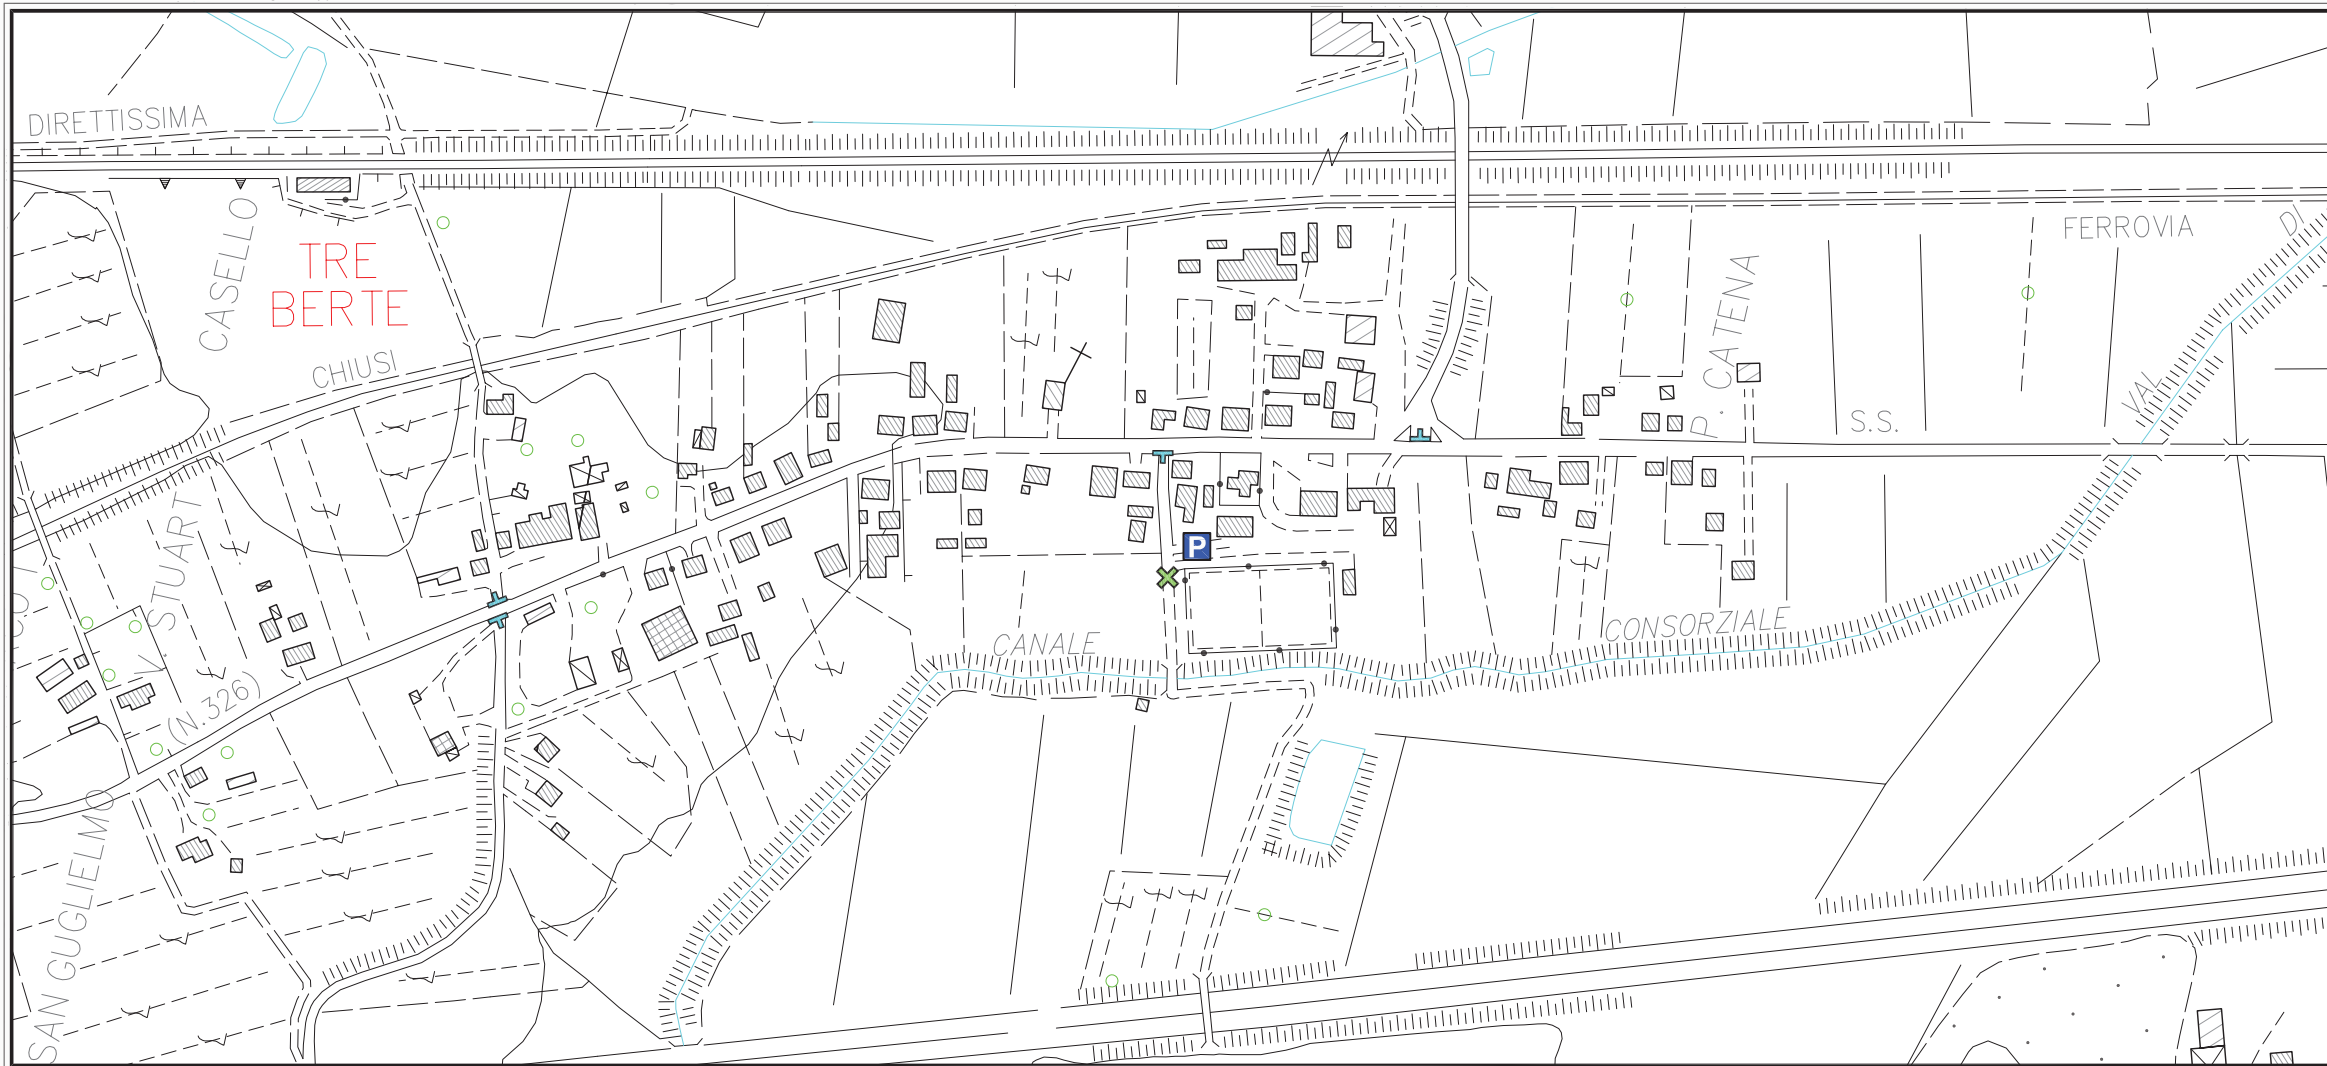 DIRETTISSIMA
CASELLO
TRE
BERTE
CHIUSI
FERROVIA
DI
VAL
P. CATENA
S.S.
V. STUART
(N.326)
P
CANALE
CONSORZIALE
SAN GUGLIELMO